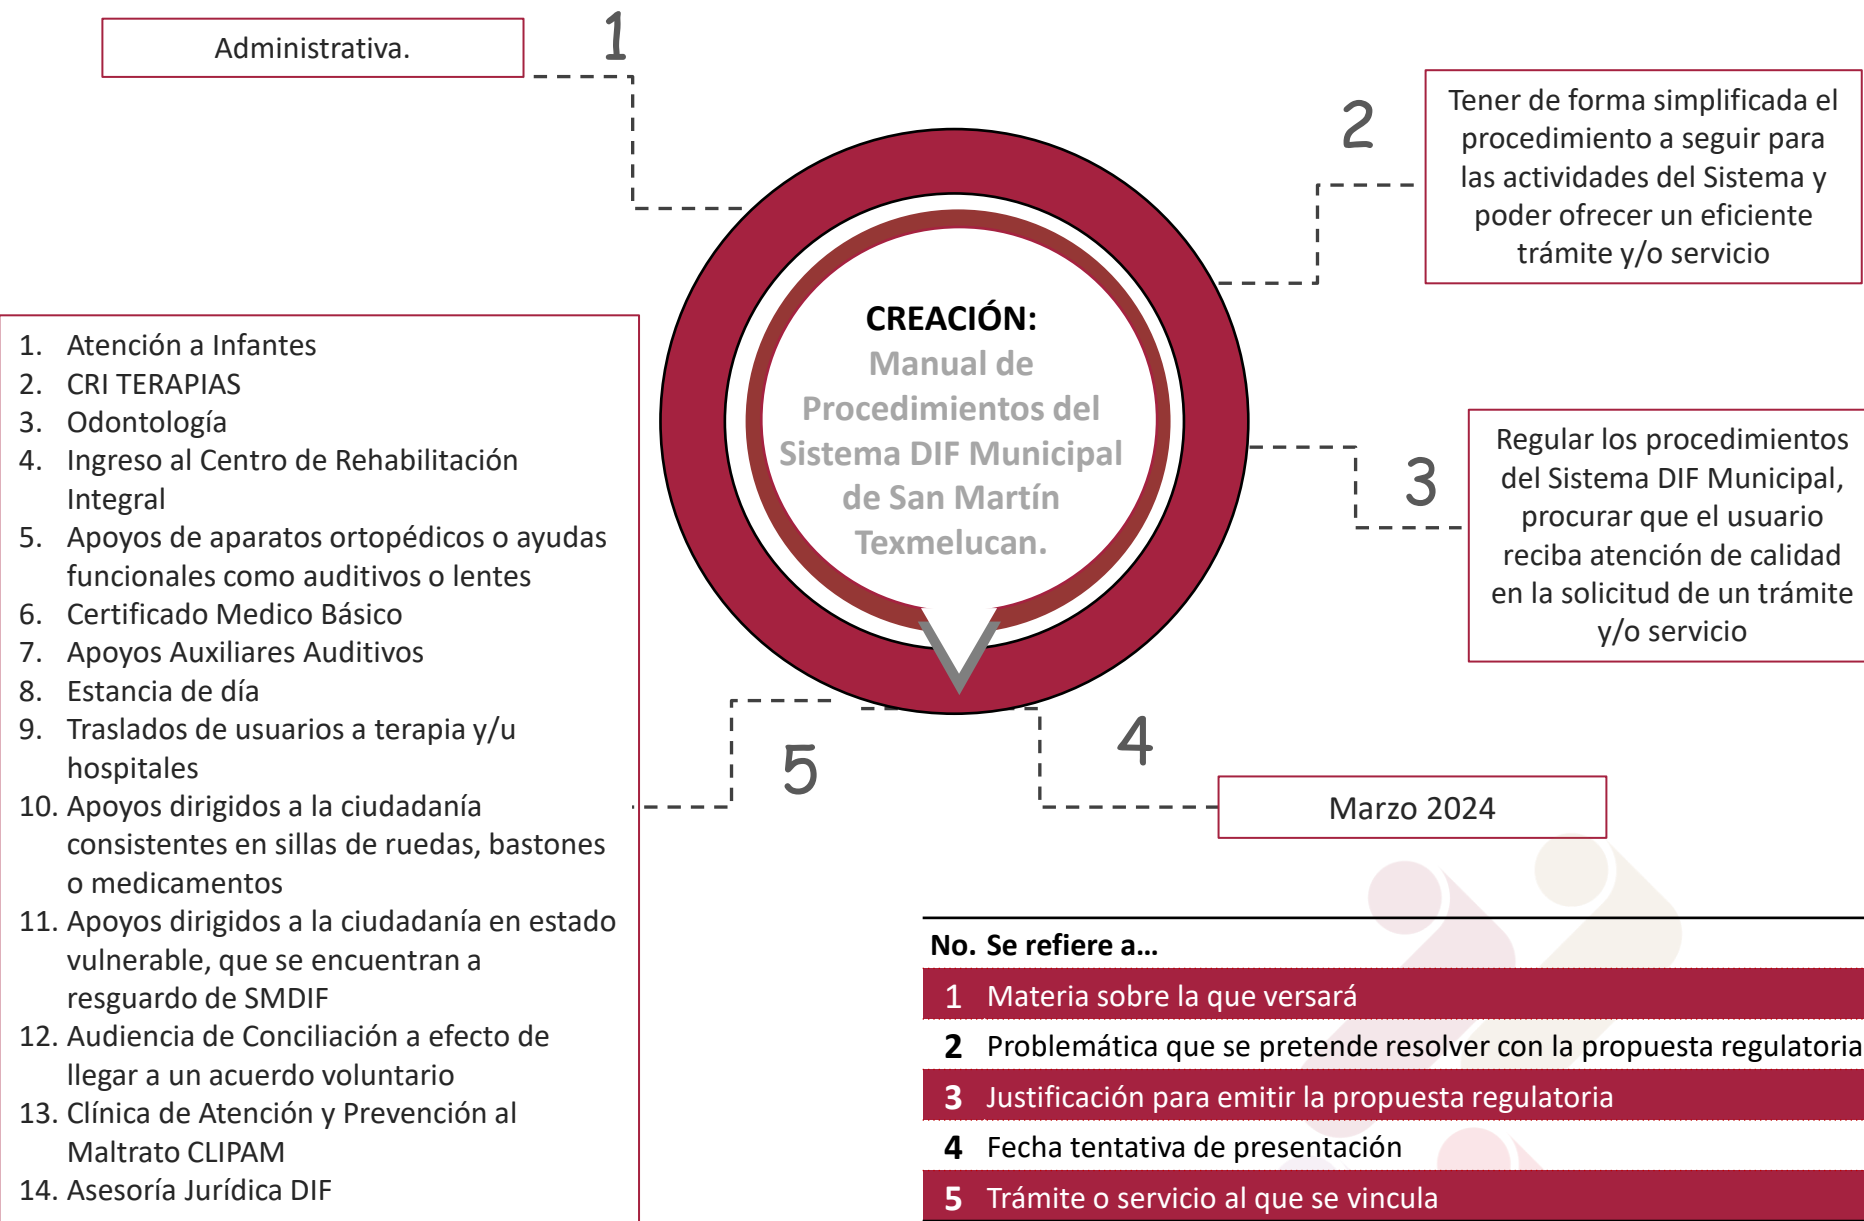 Administrativa.
1
2
Tener de forma simplificada el
procedimiento a seguir para
las actividades del Sistema y
poder ofrecer un eficiente
trámite y/o servicio
CREACIÓN:
Manual de
Procedimientos del
Sistema DIF Municipal
de San Martín
Texmelucan.
3
Regular los procedimientos
del Sistema DIF Municipal,
procurar que el usuario
reciba atención de calidad
en la solicitud de un trámite
y/o servicio
4
Marzo 2024
5
1. Atención a Infantes
2. CRI TERAPIAS
3. Odontología
4. Ingreso al Centro de Rehabilitación
Integral
5. Apoyos de aparatos ortopédicos o ayudas
funcionales como auditivos o lentes
6. Certificado Medico Básico
7. Apoyos Auxiliares Auditivos
8. Estancia de día
9. Traslados de usuarios a terapia y/u
hospitales
10. Apoyos dirigidos a la ciudadanía
consistentes en sillas de ruedas, bastones
o medicamentos
11. Apoyos dirigidos a la ciudadanía en estado
vulnerable, que se encuentran a
resguardo de SMDIF
12. Audiencia de Conciliación a efecto de
llegar a un acuerdo voluntario
13. Clínica de Atención y Prevención al
Maltrato CLIPAM
14. Asesoría Jurídica DIF
No. Se refiere a...
1 Materia sobre la que versará
2 Problemática que se pretende resolver con la propuesta regulatoria
3 Justificación para emitir la propuesta regulatoria
4 Fecha tentativa de presentación
5 Trámite o servicio al que se vincula